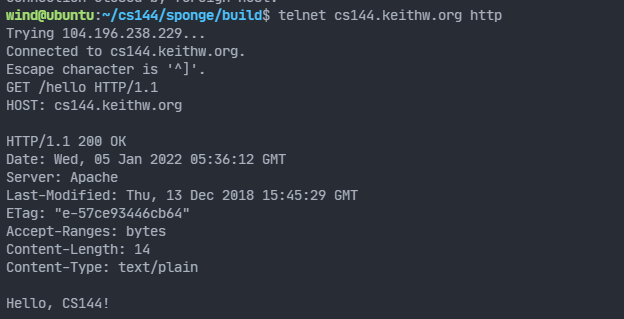 wind@ubuntu:~/cs144/sponge/build$ telnet cs144.keithw.org http
Trying 104.196.238.229...
Connected to cs144.keithw.org.
Escape character is '^]'.
GET /hello HTTP/1.1
HOST: cs144.keithw.org

HTTP/1.1 200 OK
Date: Wed, 05 Jan 2022 05:36:12 GMT
Server: Apache
Last-Modified: Thu, 13 Dec 2018 15:45:29 GMT
ETag: "e-57ce93446cb64"
Accept-Ranges: bytes
Content-Length: 14
Content-Type: text/plain

Hello, CS144!